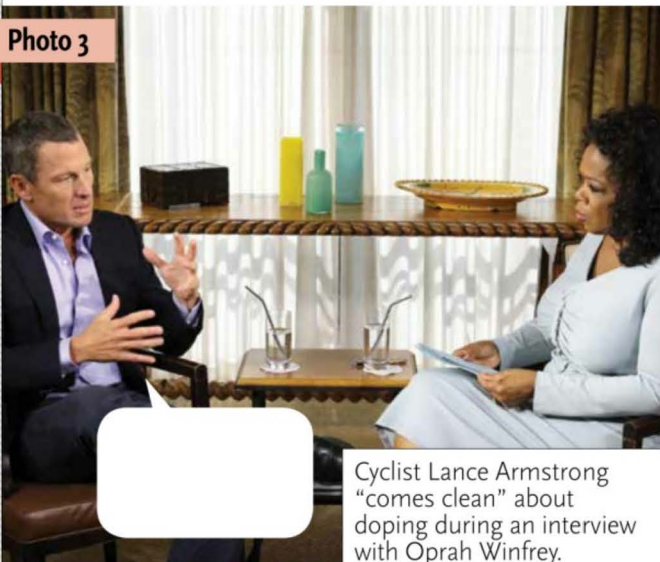 Photo 3
Cyclist Lance Armstrong
“comes clean” about
doping during an interview
with Oprah Winfrey.